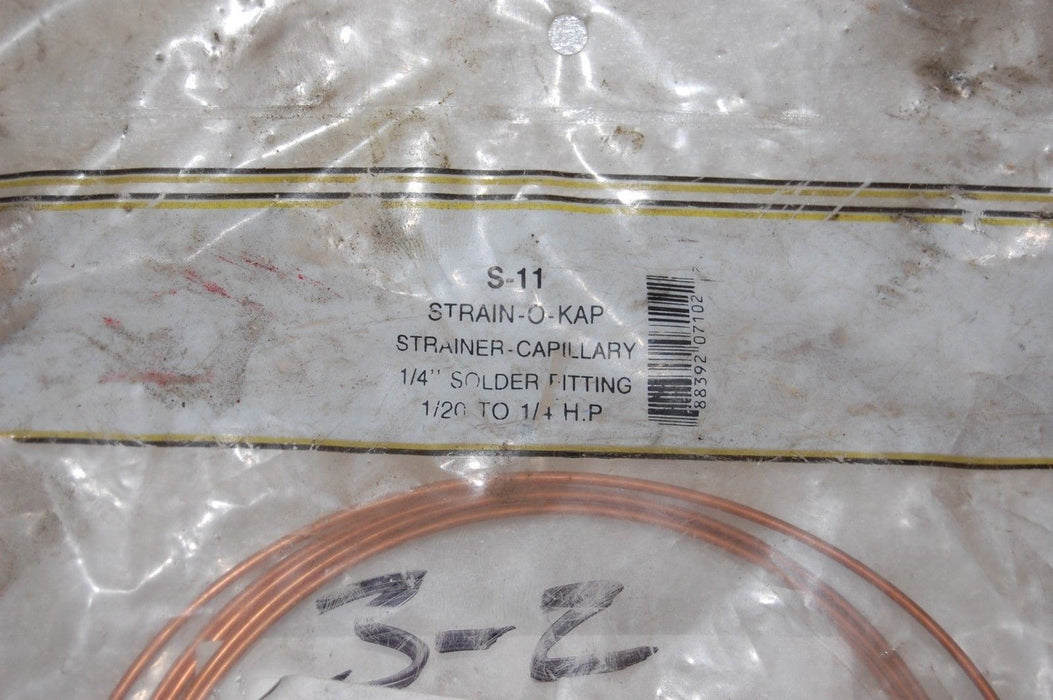 S-11
STRAIN-O-KAP
STRAINER-CAPILLARY
1/4'' SOLDER FITTING
1/20 TO 1/4 H.P
88392 07102
3-2